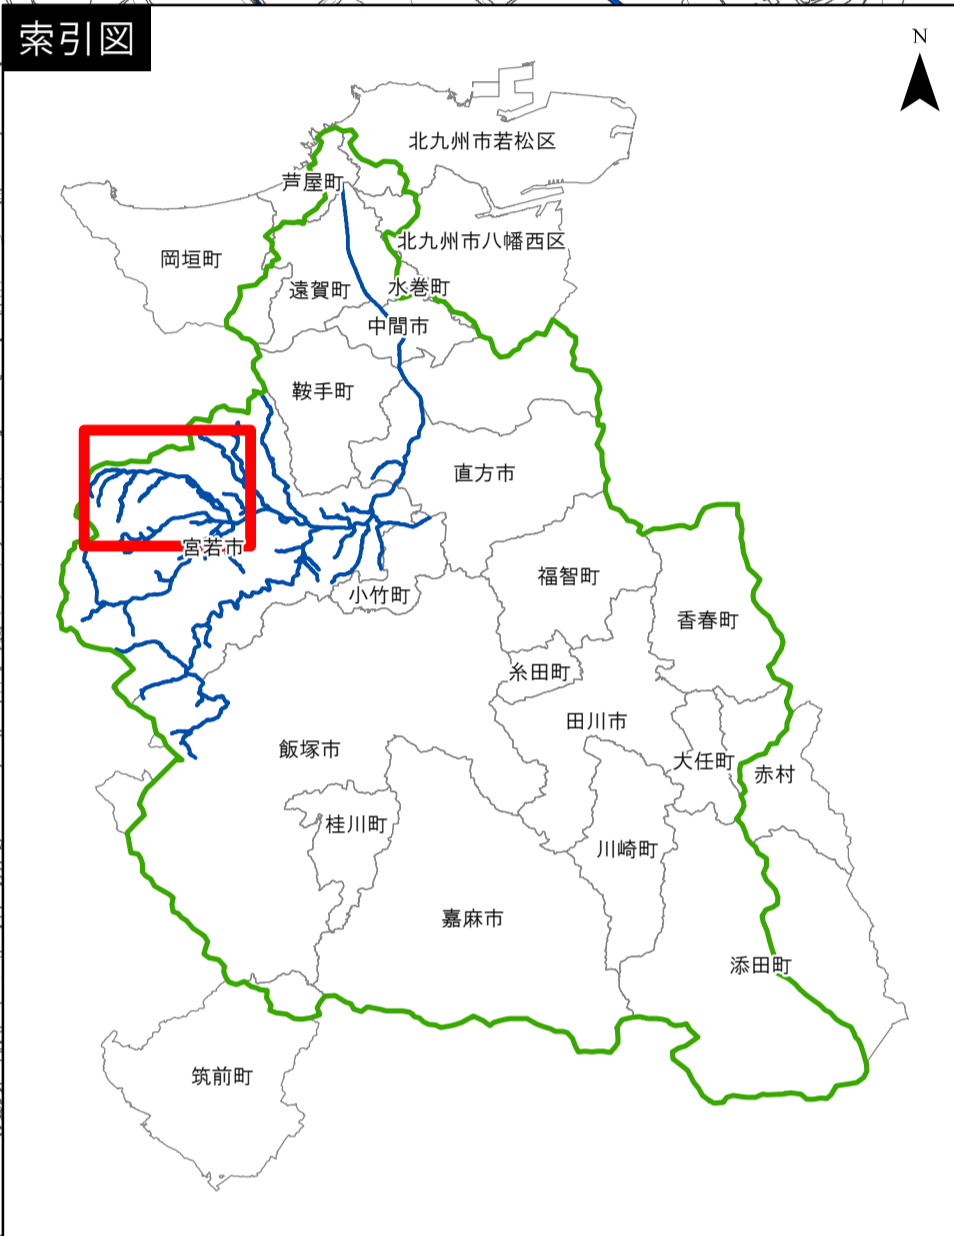 索引図
N
北九州市若松区
芦屋町
北九州市八幡西区
岡垣町
水巻町
遠賀町
中間市
鞍手町
直方市
宮若市
福智町
小竹町
香春町
糸田町
田川市
飯塚市
大任町
赤村
桂川町
川崎町
嘉麻市
添田町
筑前町